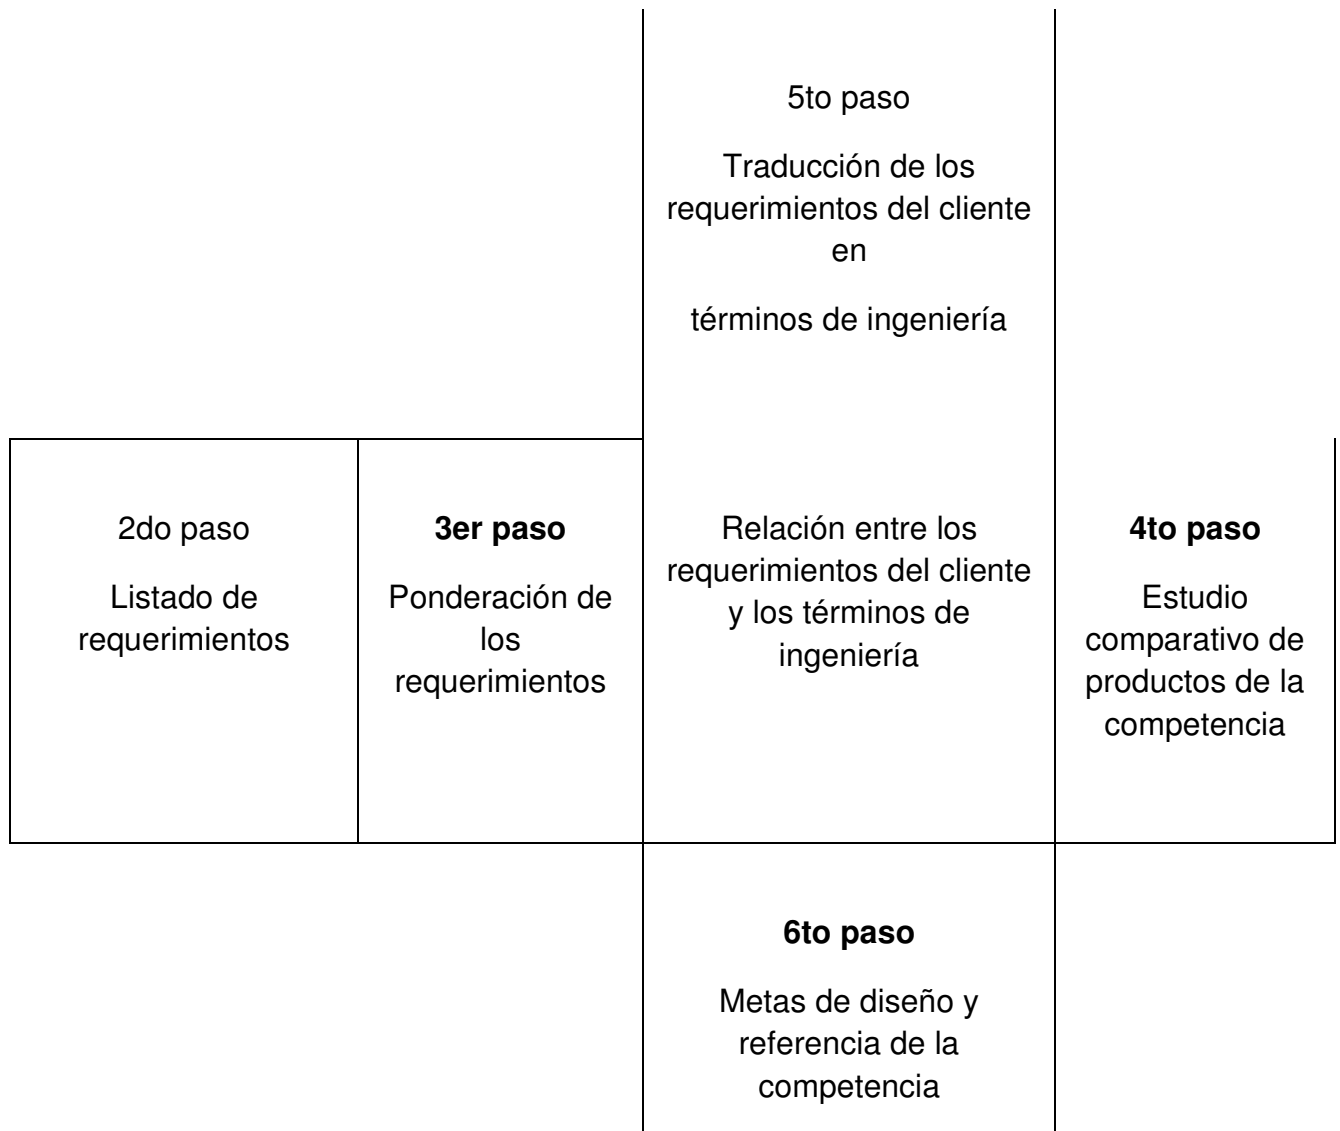 5to paso
Traducción de los
requerimientos del cliente
en
términos de ingeniería
2do paso
Listado de
requerimientos
3er paso
Ponderación de
los
requerimientos
Relación entre los
requerimientos del cliente
y los términos de
ingeniería
4to paso
Estudio
comparativo de
productos de la
competencia
6to paso
Metas de diseño y
referencia de la
competencia